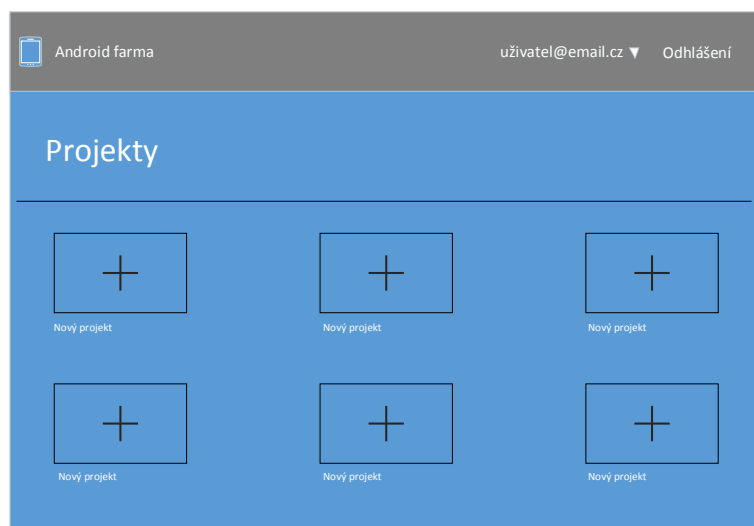 Android farma
uživatel@email.cz ▼ Odhlášení
Projekty
Nový projekt
Nový projekt
Nový projekt
Nový projekt
Nový projekt
Nový projekt